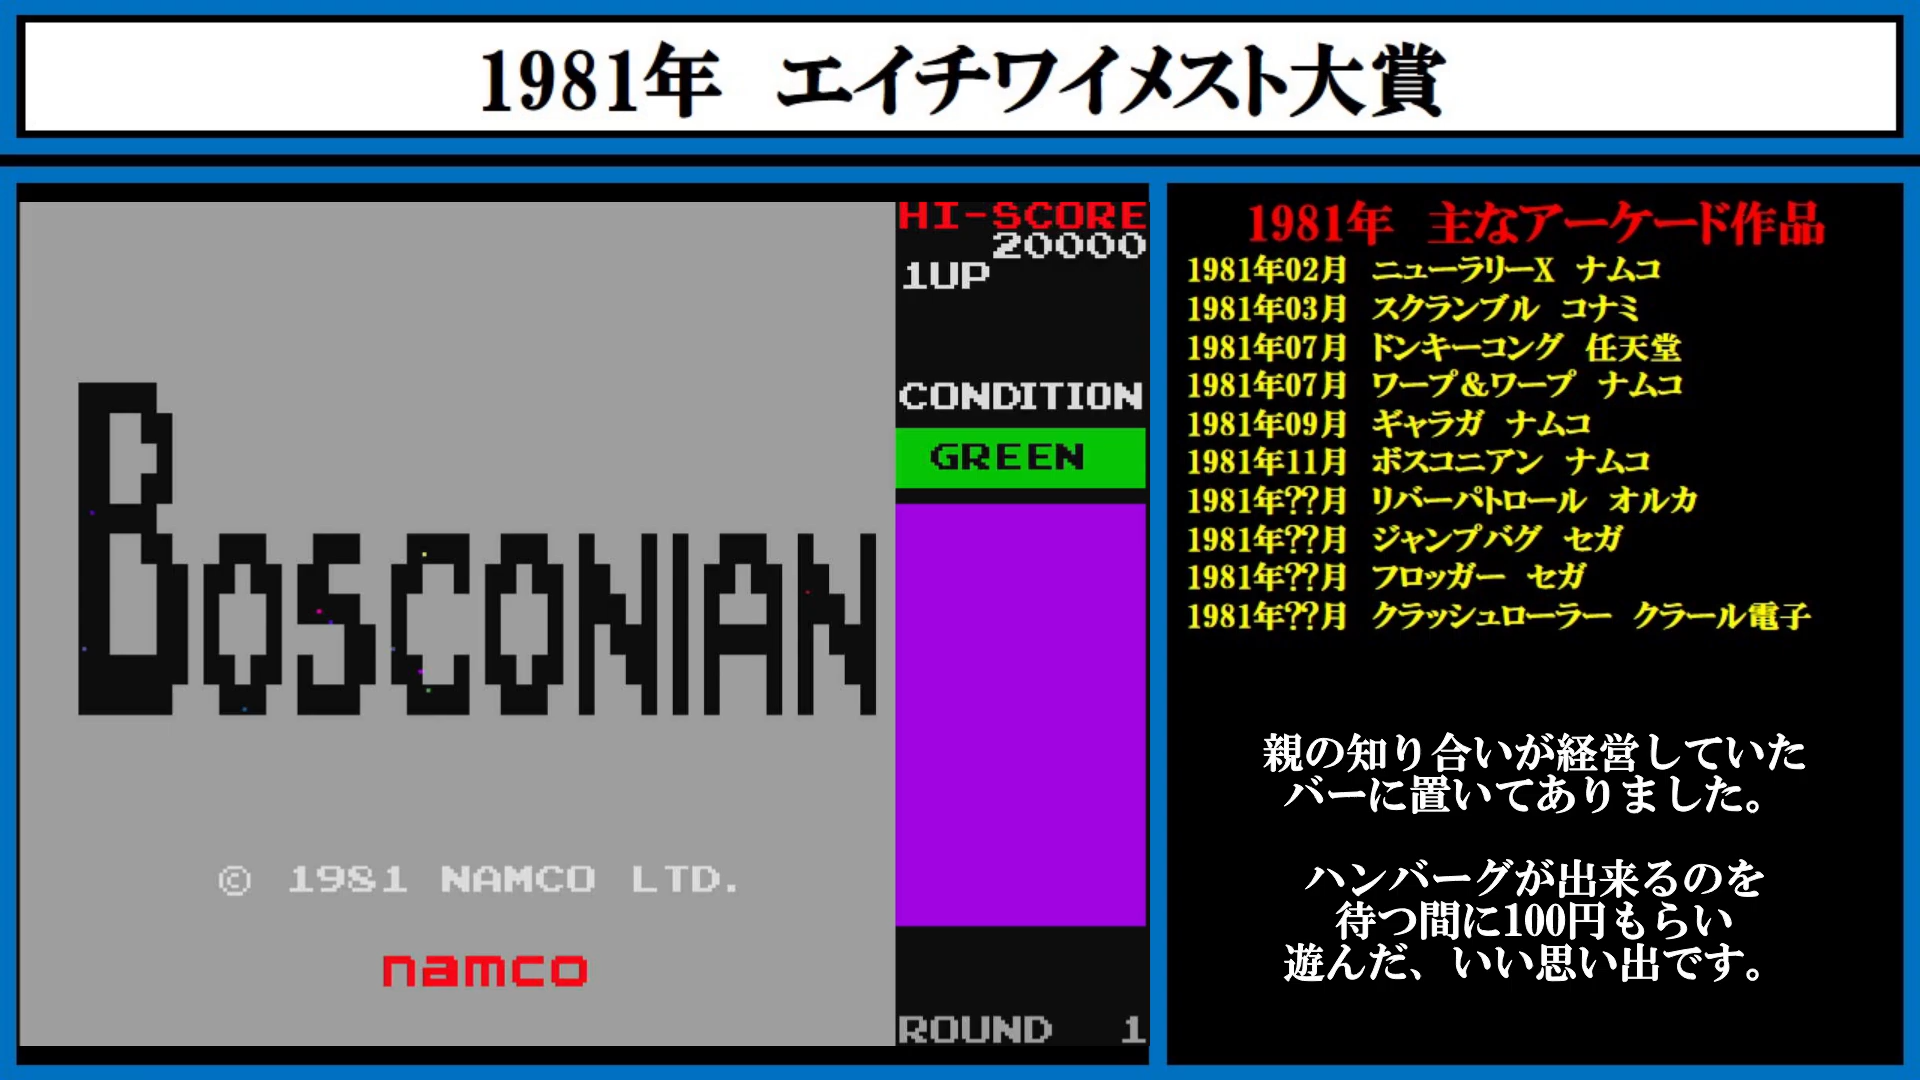 1981年 エイチワイメスト大賞
HI-SCORE
20000
1UP
CONDITION
GREEN
BOSCONIAN
© 1981 NAMCO LTD.
namco
ROUND 1
1981年 主なアーケード作品
1981年02月 ニューラリーX ナムコ
1981年03月 スクランブル コナミ
1981年07月 ドンキーコング 任天堂
1981年07月 ワープ&ワープ ナムコ
1981年09月 ギャラガ ナムコ
1981年11月 ボスコニアン ナムコ
1981年??月 リバーパトロール オルカ
1981年??月 ジャンプバグ セガ
1981年??月 フロッガー セガ
1981年??月 クラッシュローラー クラール電子
親の知り合いが経営していた
バーに置いてありました。
ハンバーグが出来るのを
待つ間に100円もらい
遊んだ、いい思い出です。